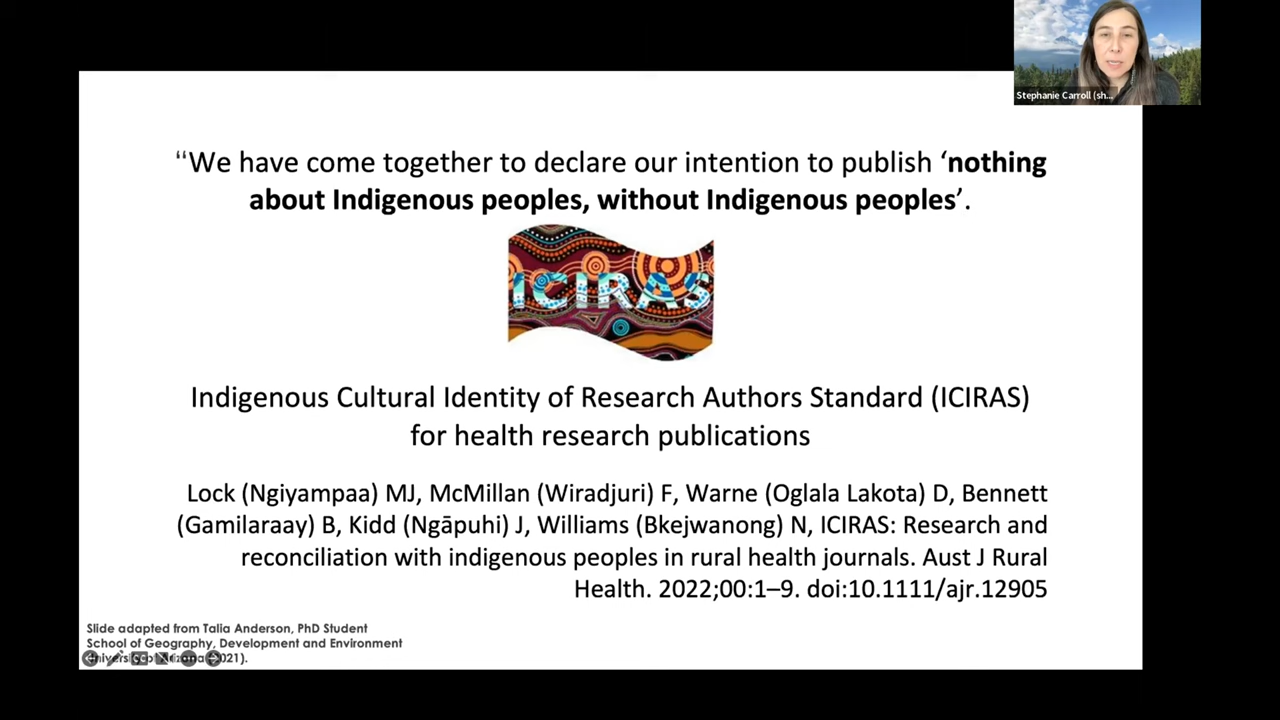 Stephanie Carroll (sh...
“We have come together to declare our intention to publish ‘nothing
about Indigenous peoples, without Indigenous peoples’.
ICIRAS
Indigenous Cultural Identity of Research Authors Standard (ICIRAS)
for health research publications
Lock (Ngiyampaa) MJ, McMillan (Wiradjuri) F, Warne (Oglala Lakota) D, Bennett
(Gamilaraay) B, Kidd (Ngāpuhi) J, Williams (Bkejwanong) N, ICIRAS: Research and
reconciliation with indigenous peoples in rural health journals. Aust J Rural
Health. 2022;00:1–9. doi:10.1111/ajr.12905
Slide adapted from Talia Anderson, PhD Student
School of Geography, Development and Environment